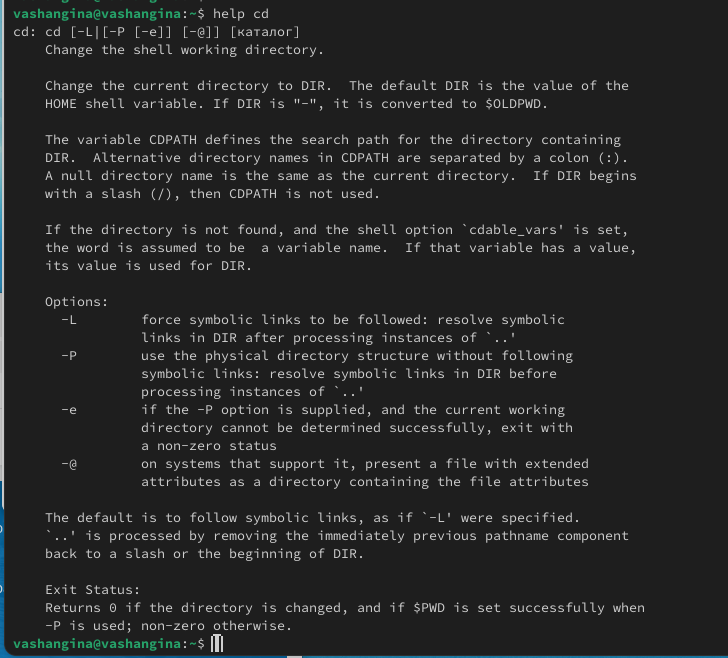 vashangina@vashangina:~$ help cd
cd: cd [-L|[-P [-e]] [-@]] [каталог]
    Change the shell working directory.

    Change the current directory to DIR.  The default DIR is the value of the
    HOME shell variable. If DIR is "-", it is converted to $OLDPWD.

    The variable CDPATH defines the search path for the directory containing
    DIR.  Alternative directory names in CDPATH are separated by a colon (:).
    A null directory name is the same as the current directory.  If DIR begins
    with a slash (/), then CDPATH is not used.

    If the directory is not found, and the shell option `cdable_vars' is set,
    the word is assumed to be  a variable name.  If that variable has a value,
    its value is used for DIR.

    Options:
      -L        force symbolic links to be followed: resolve symbolic
                links in DIR after processing instances of `..'
      -P        use the physical directory structure without following
                symbolic links: resolve symbolic links in DIR before
                processing instances of `..'
      -e        if the -P option is supplied, and the current working
                directory cannot be determined successfully, exit with
                a non-zero status
      -@        on systems that support it, present a file with extended
                attributes as a directory containing the file attributes

    The default is to follow symbolic links, as if `-L' were specified.
    `..' is processed by removing the immediately previous pathname component
    back to a slash or the beginning of DIR.

    Exit Status:
    Returns 0 if the directory is changed, and if $PWD is set successfully when
    -P is used; non-zero otherwise.
vashangina@vashangina:~$